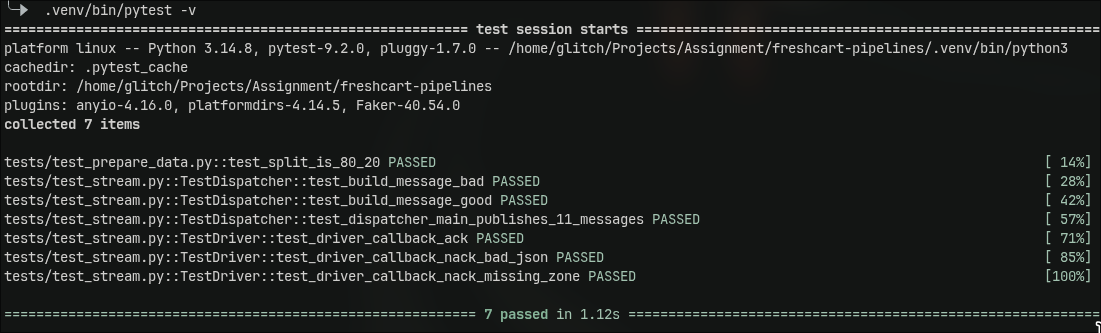 .venv/bin/pytest -v
============================================================ test session starts ============================================================
platform linux -- Python 3.14.8, pytest-9.2.0, pluggy-1.7.0 -- /home/glitch/Projects/Assignment/freshcart-pipelines/.venv/bin/python3
cachedir: .pytest_cache
rootdir: /home/glitch/Projects/Assignment/freshcart-pipelines
plugins: anyio-4.16.0, platformdirs-4.14.5, Faker-40.54.0
collected 7 items
tests/test_prepare_data.py::test_split_is_80_20 PASSED [ 14%]
tests/test_stream.py::TestDispatcher::test_build_message_bad PASSED [ 28%]
tests/test_stream.py::TestDispatcher::test_build_message_good PASSED [ 42%]
tests/test_stream.py::TestDispatcher::test_dispatcher_main_publishes_11_messages PASSED [ 57%]
tests/test_stream.py::TestDriver::test_driver_callback_ack PASSED [ 71%]
tests/test_stream.py::TestDriver::test_driver_callback_nack_bad_json PASSED [ 85%]
tests/test_stream.py::TestDriver::test_driver_callback_nack_missing_zone PASSED [100%]
============================================================= 7 passed in 1.12s =============================================================